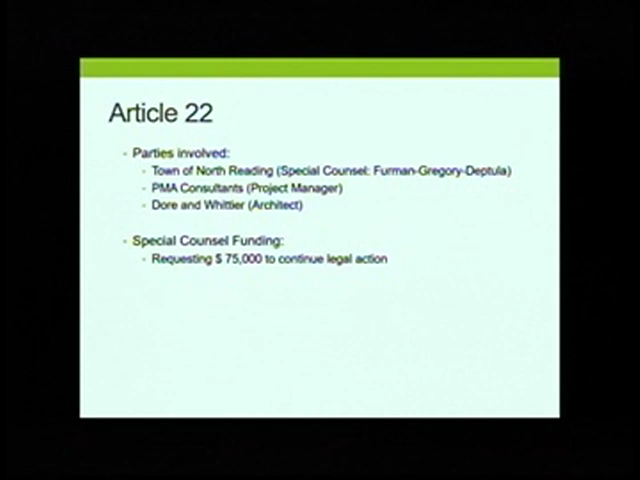 Article 22
- Parties involved:
- Town of North Reading (Special Counsel: Furman-Gregory-Deptula)
- PMA Consultants (Project Manager)
- Dore and Whittier (Architect)
- Special Counsel Funding:
- Requesting $ 75,000 to continue legal action